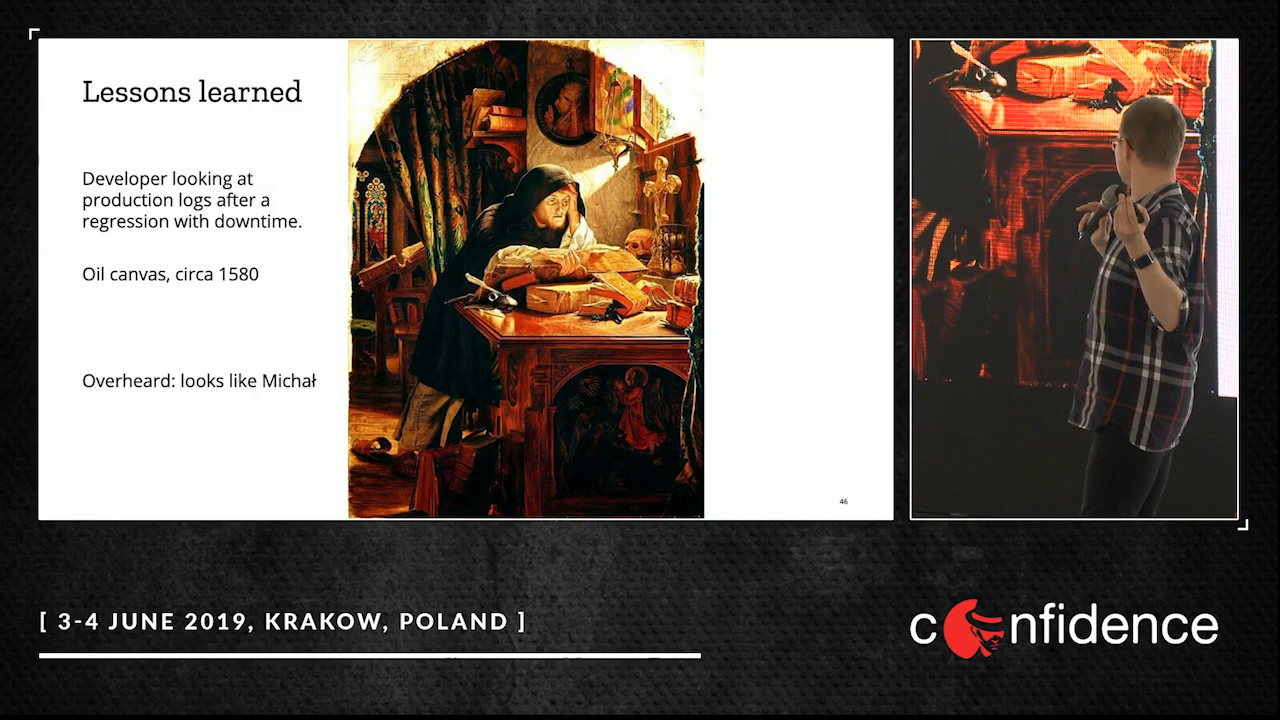 Lessons learned
Developer looking at
production logs after a
regression with downtime.
Oil canvas, circa 1580
Overheard: looks like Michał
46
[ 3-4 JUNE 2019, KRAKOW, POLAND ]
confidence